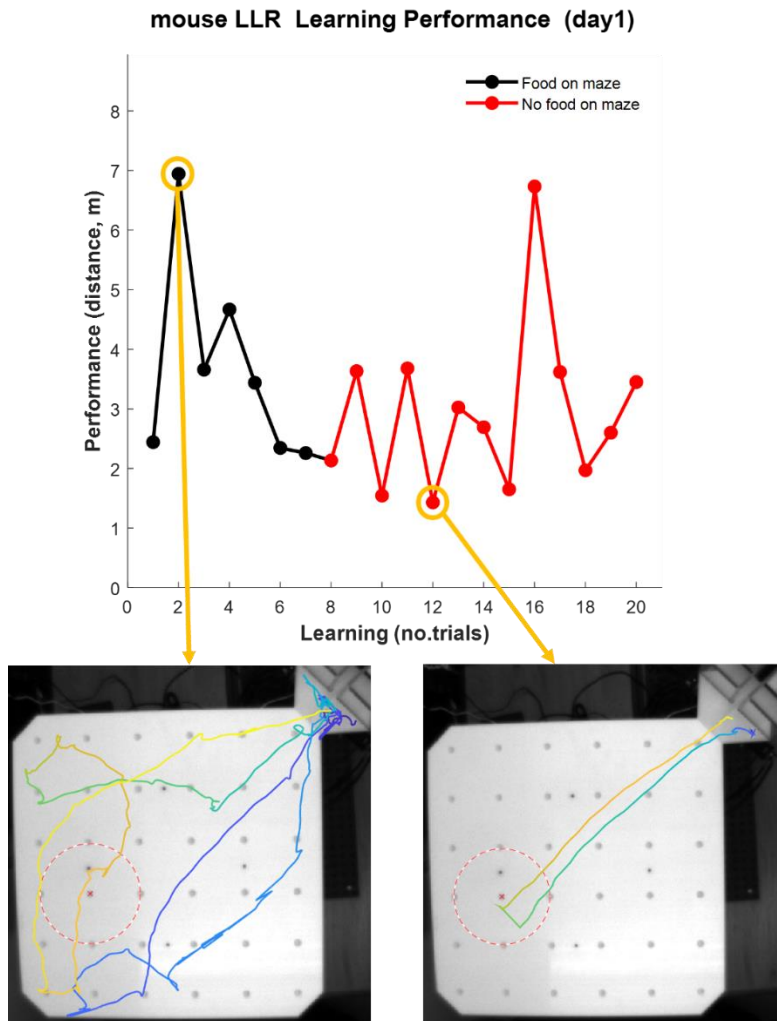 mouse LLR  Learning Performance  (day1)
Food on maze
No food on maze
Performance (distance, m)
8
7
6
5
4
3
2
1
0
0 2 4 6 8 10 12 14 16 18 20
Learning (no.trials)